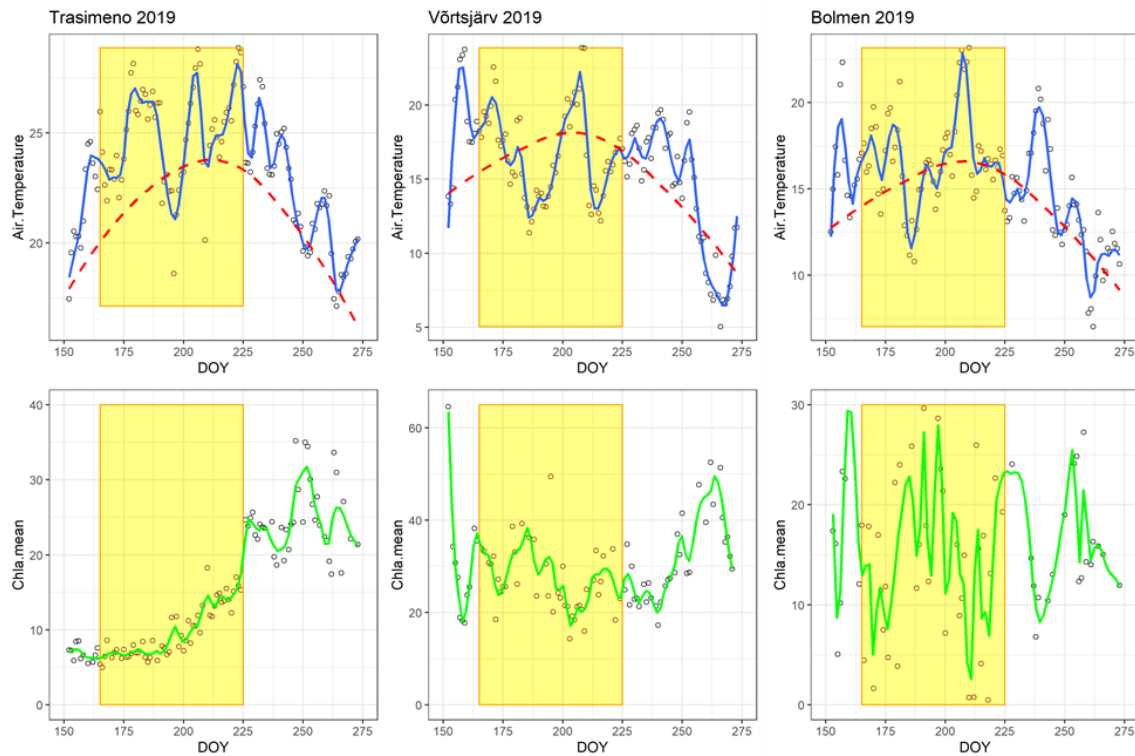 Trasimeno 2019
Air.Temperature
25
20
150 175 200 225 250 275
DOY
Võrtsjärv 2019
Air.Temperature
20
15
10
5
150 175 200 225 250 275
DOY
Bolmen 2019
Air.Temperature
20
15
10
150 175 200 225 250 275
DOY
Chla.mean
40
30
20
10
0
150 175 200 225 250 275
DOY
Chla.mean
60
40
20
0
150 175 200 225 250 275
DOY
Chla.mean
30
20
10
0
150 175 200 225 250 275
DOY